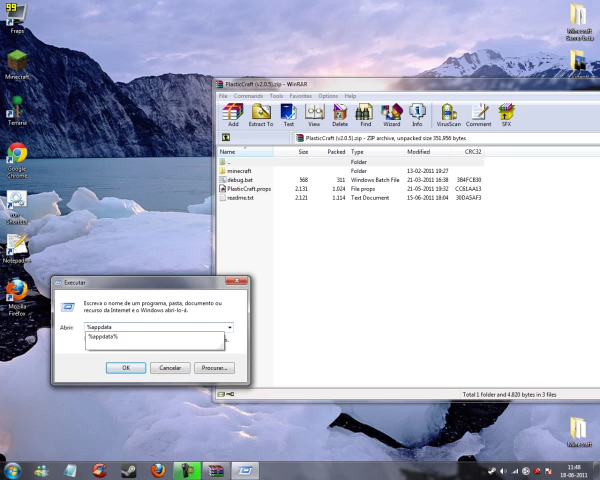 99
Fraps
Minecraft
Terraria
Google Chrome
Shortcut
Notepad
Mozilla Firefox
Minecraft
PlasticCraft (v2.0.5).zip - WinRAR
File Commands Tools Favorites Options Help
Add Extract To Test View Delete Find Wizard Info VirusScan Comment SFX
PlasticCraft (v2.0.5).zip - ZIP archive, unpacked size 351,956 bytes
Name Size Packed Type Modified CRC32
.. Folder
minecraft Folder 13-02-2011 19:27
debug.bat 568 311 Windows Batch File 21-03-2011 16:38 3B4FCB30
PlasticCraft.props 2.131 1.024 File props 21-05-2011 19:32 CC61AA13
readme.txt 2.121 1.114 Text Document 15-06-2011 18:04 30DA5AF3
Total 1 folder and 4.820 bytes in 3 files
Executar
Escreva o nome de um programa, pasta, documento ou
recurso da Internet e o Windows abri-lo-á.
Abrir: %appdata
%appdata%
s.
OK Cancelar Procurar...
Minecraft
11:48
18-06-2011